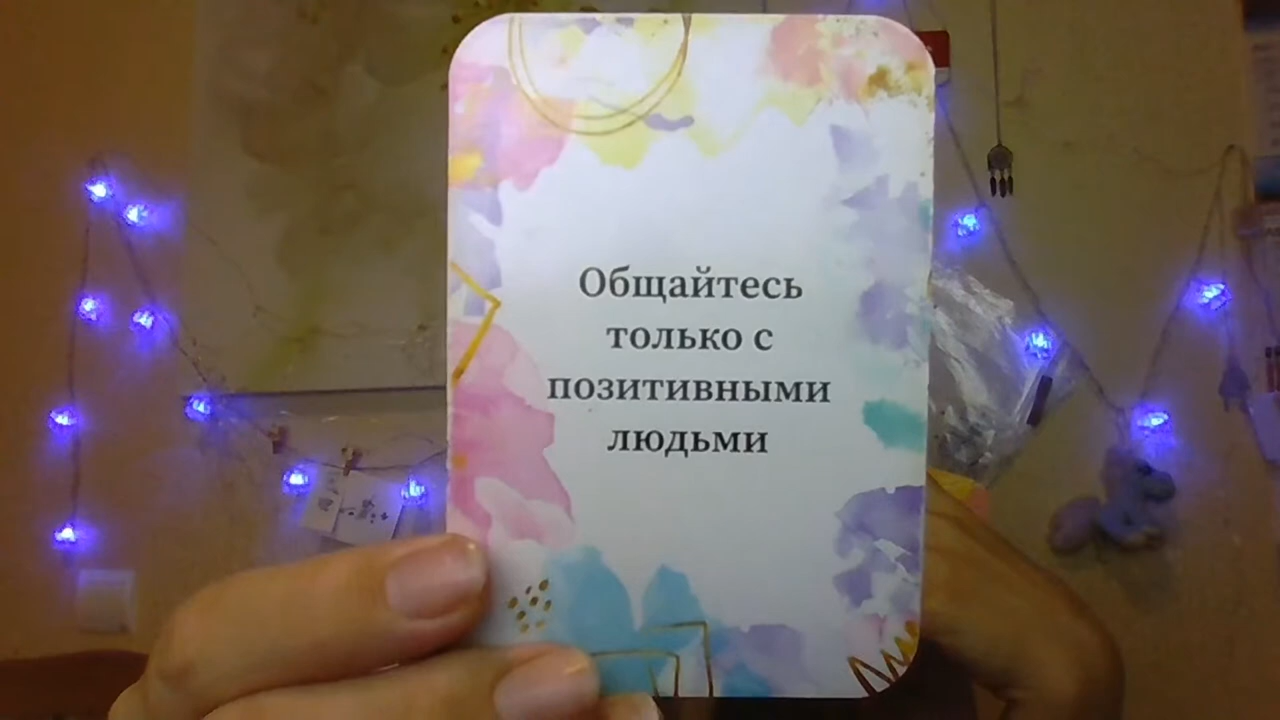 Общайтесь
только с
позитивными
людьми